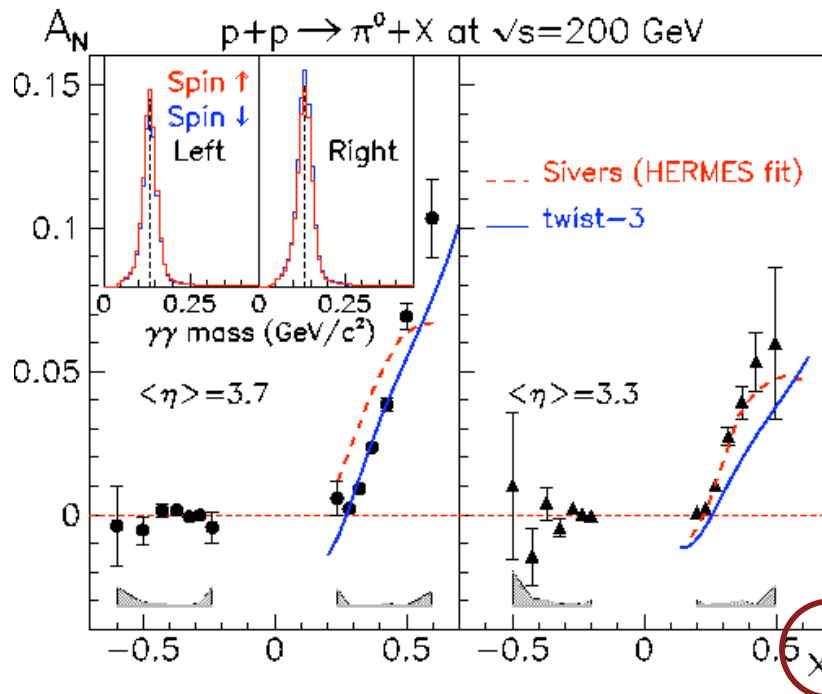 A_N p+p → π⁰+X at √s=200 GeV
0.15
0.1
0.05
0
Spin ↑
Spin ↓
Left
Right
0 0.25 0 0.25
γγ mass (GeV/c²)
Sivers (HERMES fit)
twist−3
<η>=3.7
<η>=3.3
−0.5 0 0.5 −0.5 0 0.5